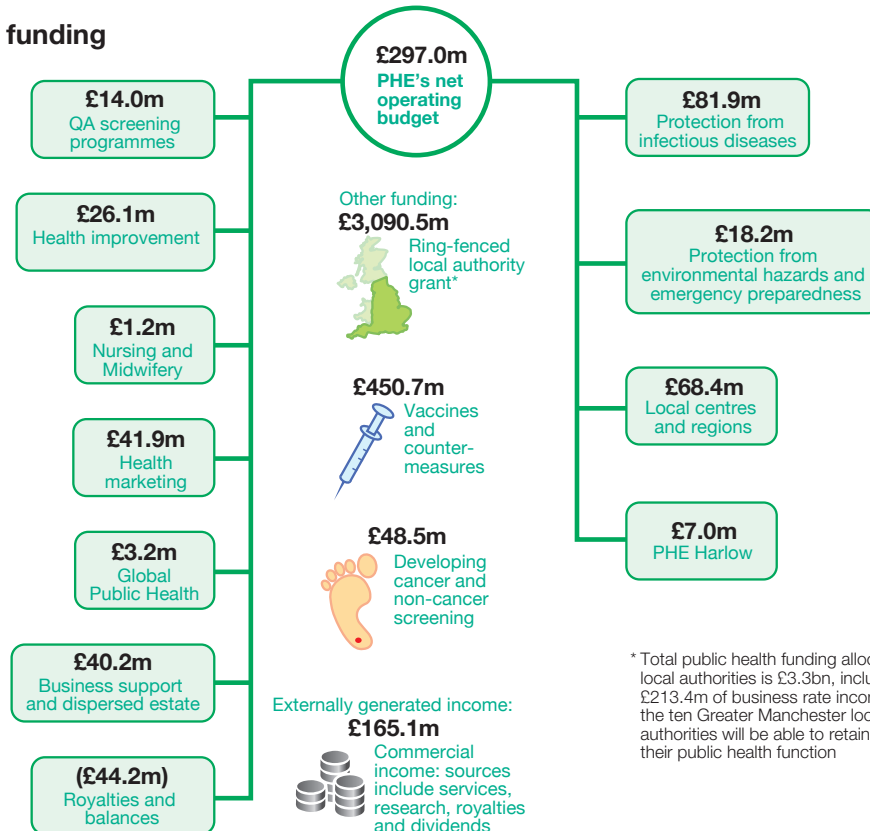 funding
£297.0m
PHE's net
operating
budget
£14.0m
QA screening
programmes
£26.1m
Health improvement
£1.2m
Nursing and
Midwifery
£41.9m
Health
marketing
£3.2m
Global
Public Health
£40.2m
Business support
and dispersed estate
(£44.2m)
Royalties and
balances
Other funding:
£3,090.5m
Ring-fenced
local authority
grant*
£450.7m
Vaccines
and
counter-
measures
£48.5m
Developing
cancer and
non-cancer
screening
Externally generated income:
£165.1m
Commercial
income: sources
include services,
research, royalties
and dividends
£81.9m
Protection from
infectious diseases
£18.2m
Protection from
environmental hazards and
emergency preparedness
£68.4m
Local centres
and regions
£7.0m
PHE Harlow
* Total public health funding
local authorities is £3.3bn,
£213.4m of business rate
the ten Greater Manchester
authorities will be able to retain
their public health function